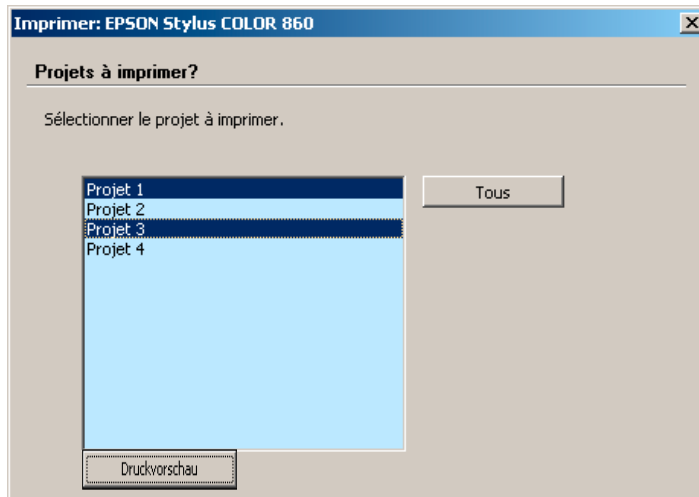 Imprimer: EPSON Stylus COLOR 860
Projets à imprimer?
Sélectionner le projet à imprimer.
Projet 1
Tous
Projet 2
Projet 3
Projet 4
Druckvorschau